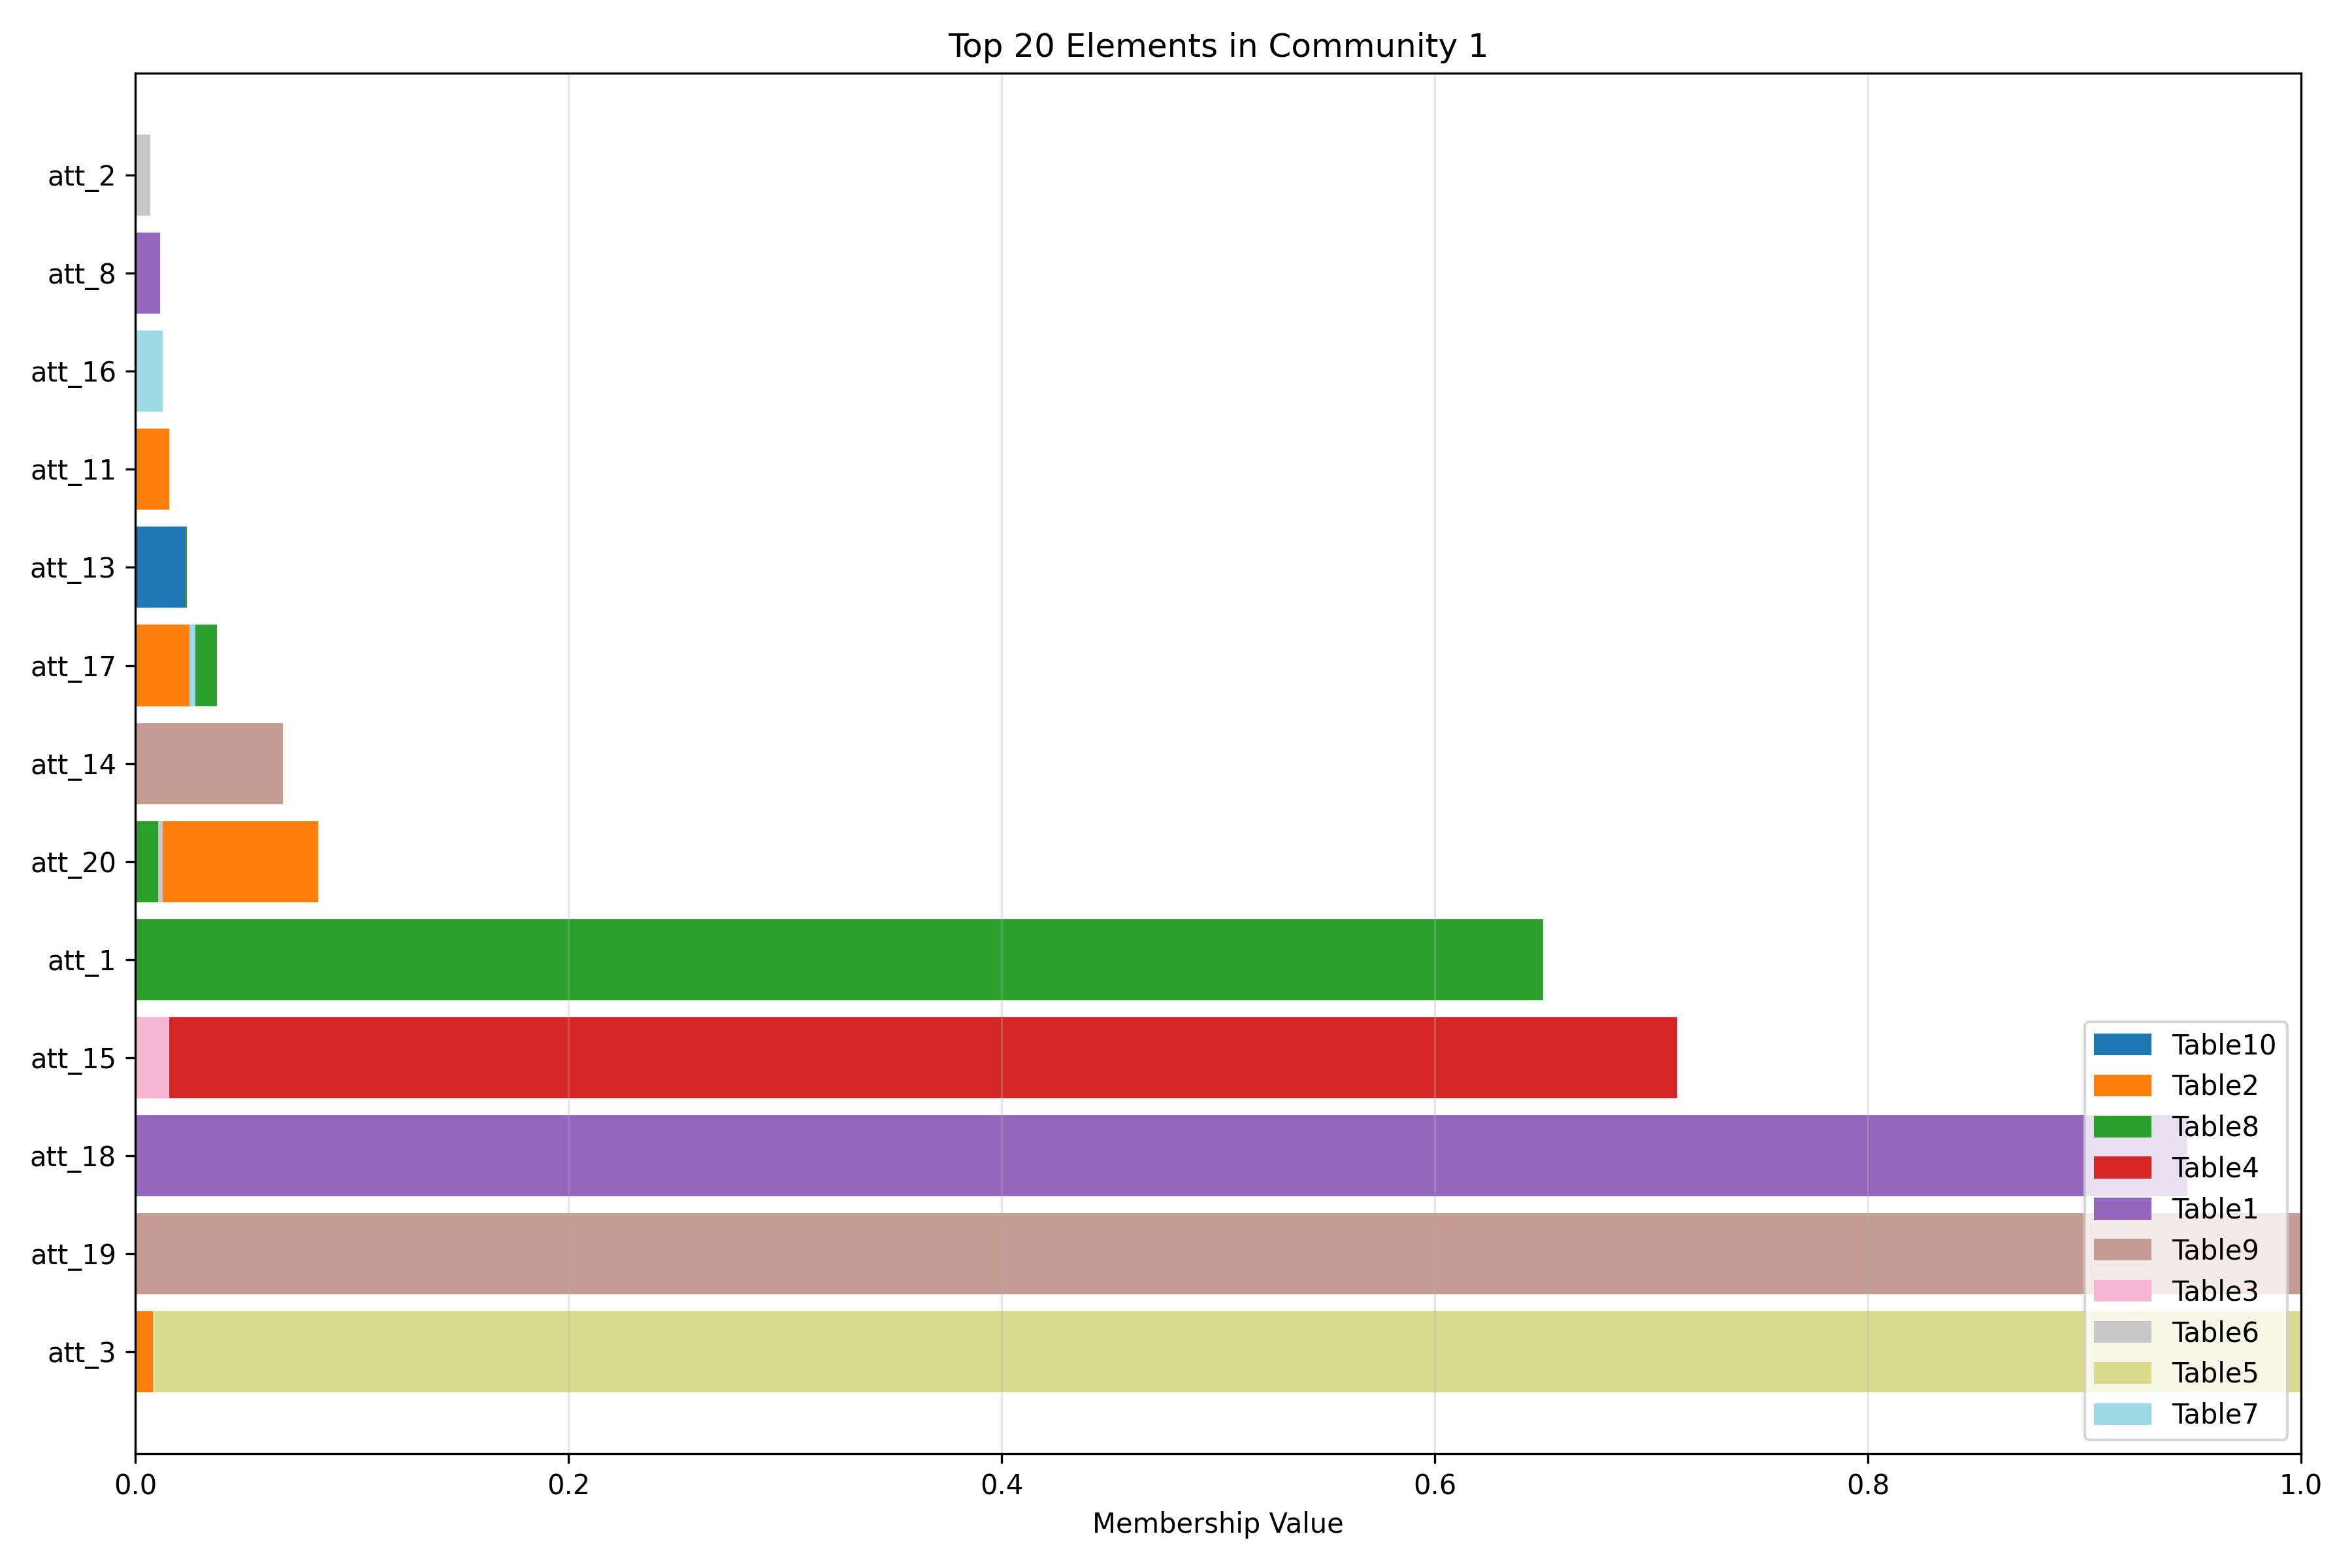 Top 20 Elements in Community 1
att_2
att_8
att_16
att_11
att_13
att_17
att_14
att_20
att_1
att_15
att_18
att_19
att_3
Table10
Table2
Table8
Table4
Table1
Table9
Table3
Table6
Table5
Table7
0.0 0.2 0.4 0.6 0.8 1.0
Membership Value